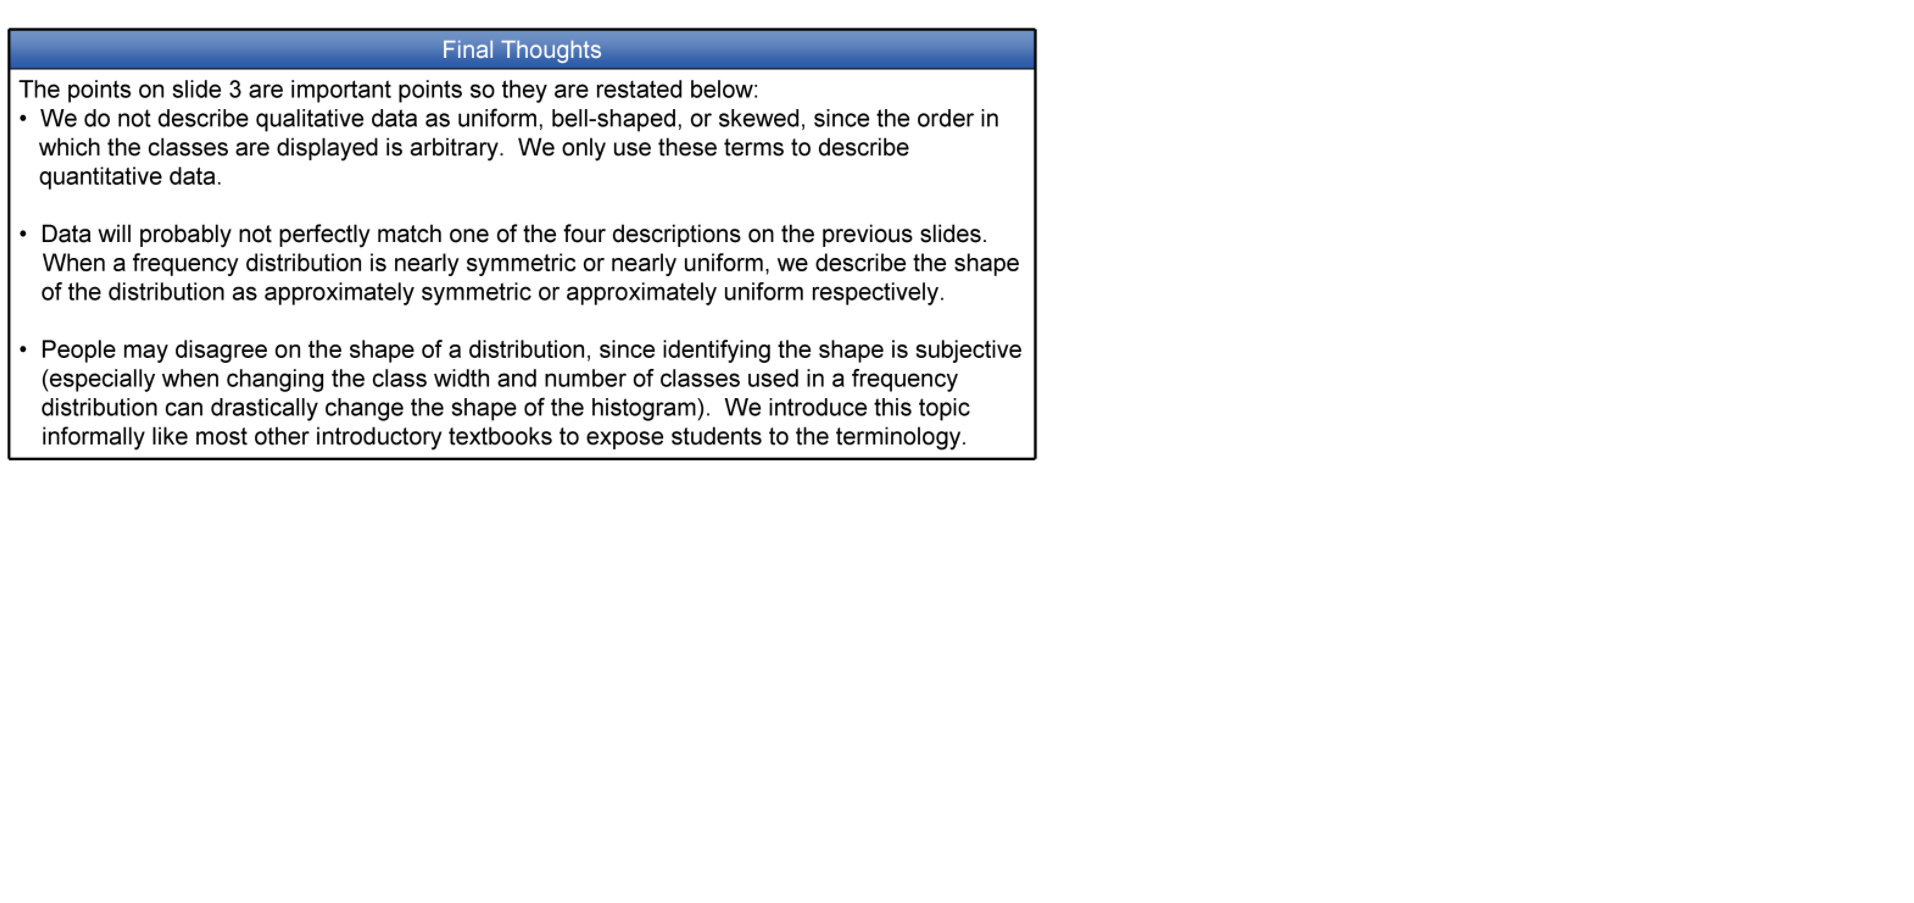 Final Thoughts
The points on slide 3 are important points so they are restated below:
• We do not describe qualitative data as uniform, bell-shaped, or skewed, since the order in
which the classes are displayed is arbitrary.  We only use these terms to describe
quantitative data.
• Data will probably not perfectly match one of the four descriptions on the previous slides.
When a frequency distribution is nearly symmetric or nearly uniform, we describe the shape
of the distribution as approximately symmetric or approximately uniform respectively.
• People may disagree on the shape of a distribution, since identifying the shape is subjective
(especially when changing the class width and number of classes used in a frequency
distribution can drastically change the shape of the histogram).  We introduce this topic
informally like most other introductory textbooks to expose students to the terminology.